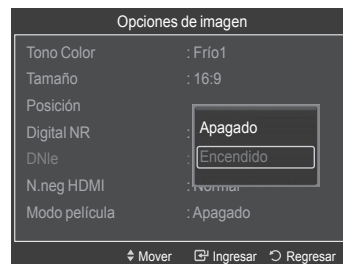 Opciones de imagen
Tono Color : Frío1
Tamaño : 16:9
Posición
Digital NR :
Apagado
DNIe :
Encendido
N.neg HDMI : Normal
Modo película : Apagado
Mover Ingresar Regresar